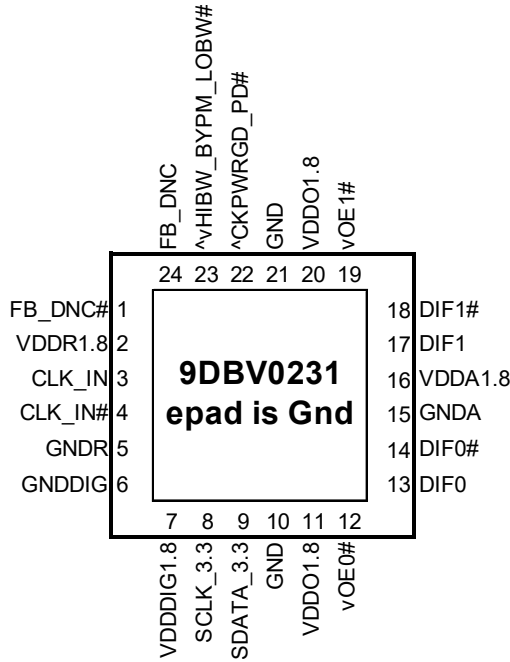 FB_DNC
^vHIBW_BYPM_LOBW#
^CKPWRGD_PD#
GND
VDDO1.8
vOE1#
24 23 22 21 20 19
FB_DNC# 1
VDDR1.8 2
CLK_IN 3
CLK_IN# 4
GNDR 5
GNDDIG 6
9DBV0231
epad is Gnd
18 DIF1#
17 DIF1
16 VDDA1.8
15 GNDA
14 DIF0#
13 DIF0
7 8 9 10 11 12
VDDDIG1.8
SCLK_3.3
SDATA_3.3
GND
VDDO1.8
vOE0#